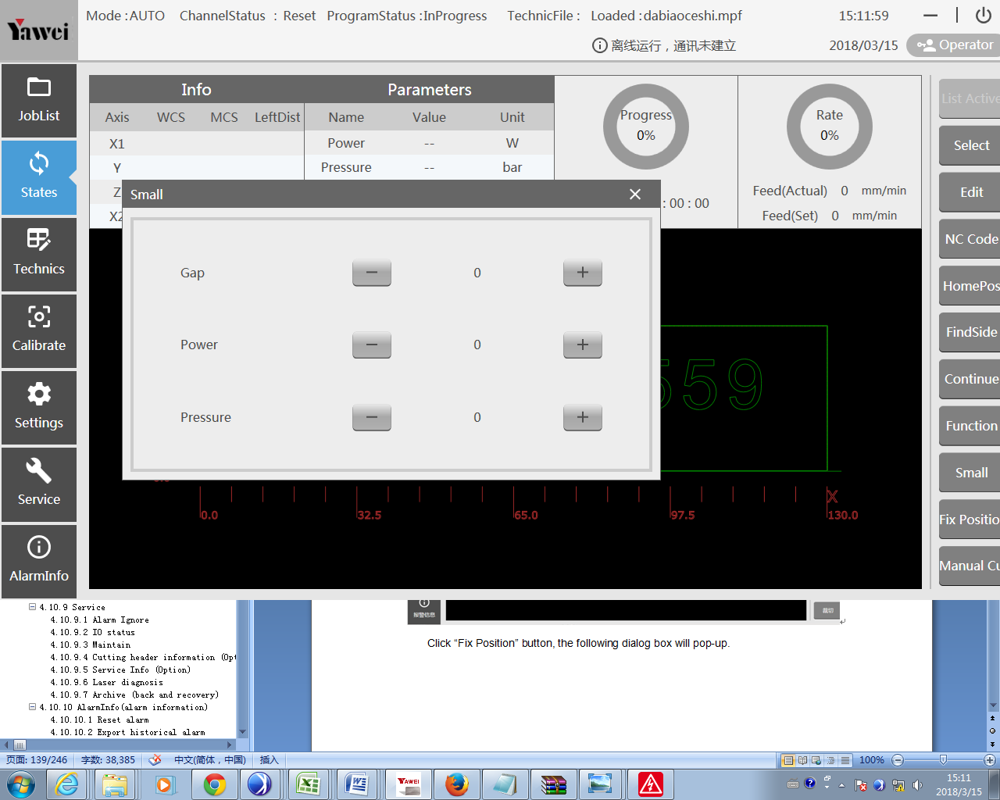 Yawei
Mode : AUTO ChannelStatus : Reset ProgramStatus : InProgress TechnicFile : Loaded : dabiaoceshi.mpf 15:11:59
离线运行，通讯未建立 2018/03/15 Operator
JobList
States
Technics
Calibrate
Settings
Service
AlarmInfo
Info Parameters
Axis WCS MCS LeftDist Name Value Unit
X1 Power -- W
Y Pressure -- bar
Z
X2
Progress
0%
: 00 : 00
Rate
0%
Feed(Actual) 0 mm/min
Feed(Set) 0 mm/min
Small
Gap 0
Power 0
Pressure 0
559
X
0.0 32.5 65.0 97.5 130.0
List Active
Select
Edit
NC Code
HomePos
FindSide
Continue
Function
Small
Fix Positio
Manual Cu
4.10.9 Service
4.10.9.1 Alarm Ignore
4.10.9.2 IO status
4.10.9.3 Maintain
4.10.9.4 Cutting header information (Opt
4.10.9.5 Service Info (Option)
4.10.9.6 Laser diagnosis
4.10.9.7 Archive (back and recovery)
4.10.10 AlarmInfo(alarm information)
4.10.10.1 Reset alarm
4.10.10.2 Export historical alarm
报警信息
裁切
Click “Fix Position” button, the following dialog box will pop-up.
页面: 139/246 字数: 38,385 中文(简体，中国) 插入 100%
YAWEI
15:11
2018/3/15